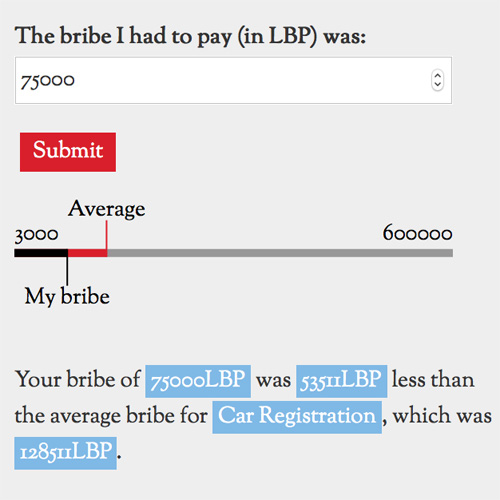 The bribe I had to pay (in LBP) was:
75000
Submit
Average
3000 600000
My bribe
Your bribe of 75000LBP was 53511LBP less than
the average bribe for Car Registration, which was
128511LBP.